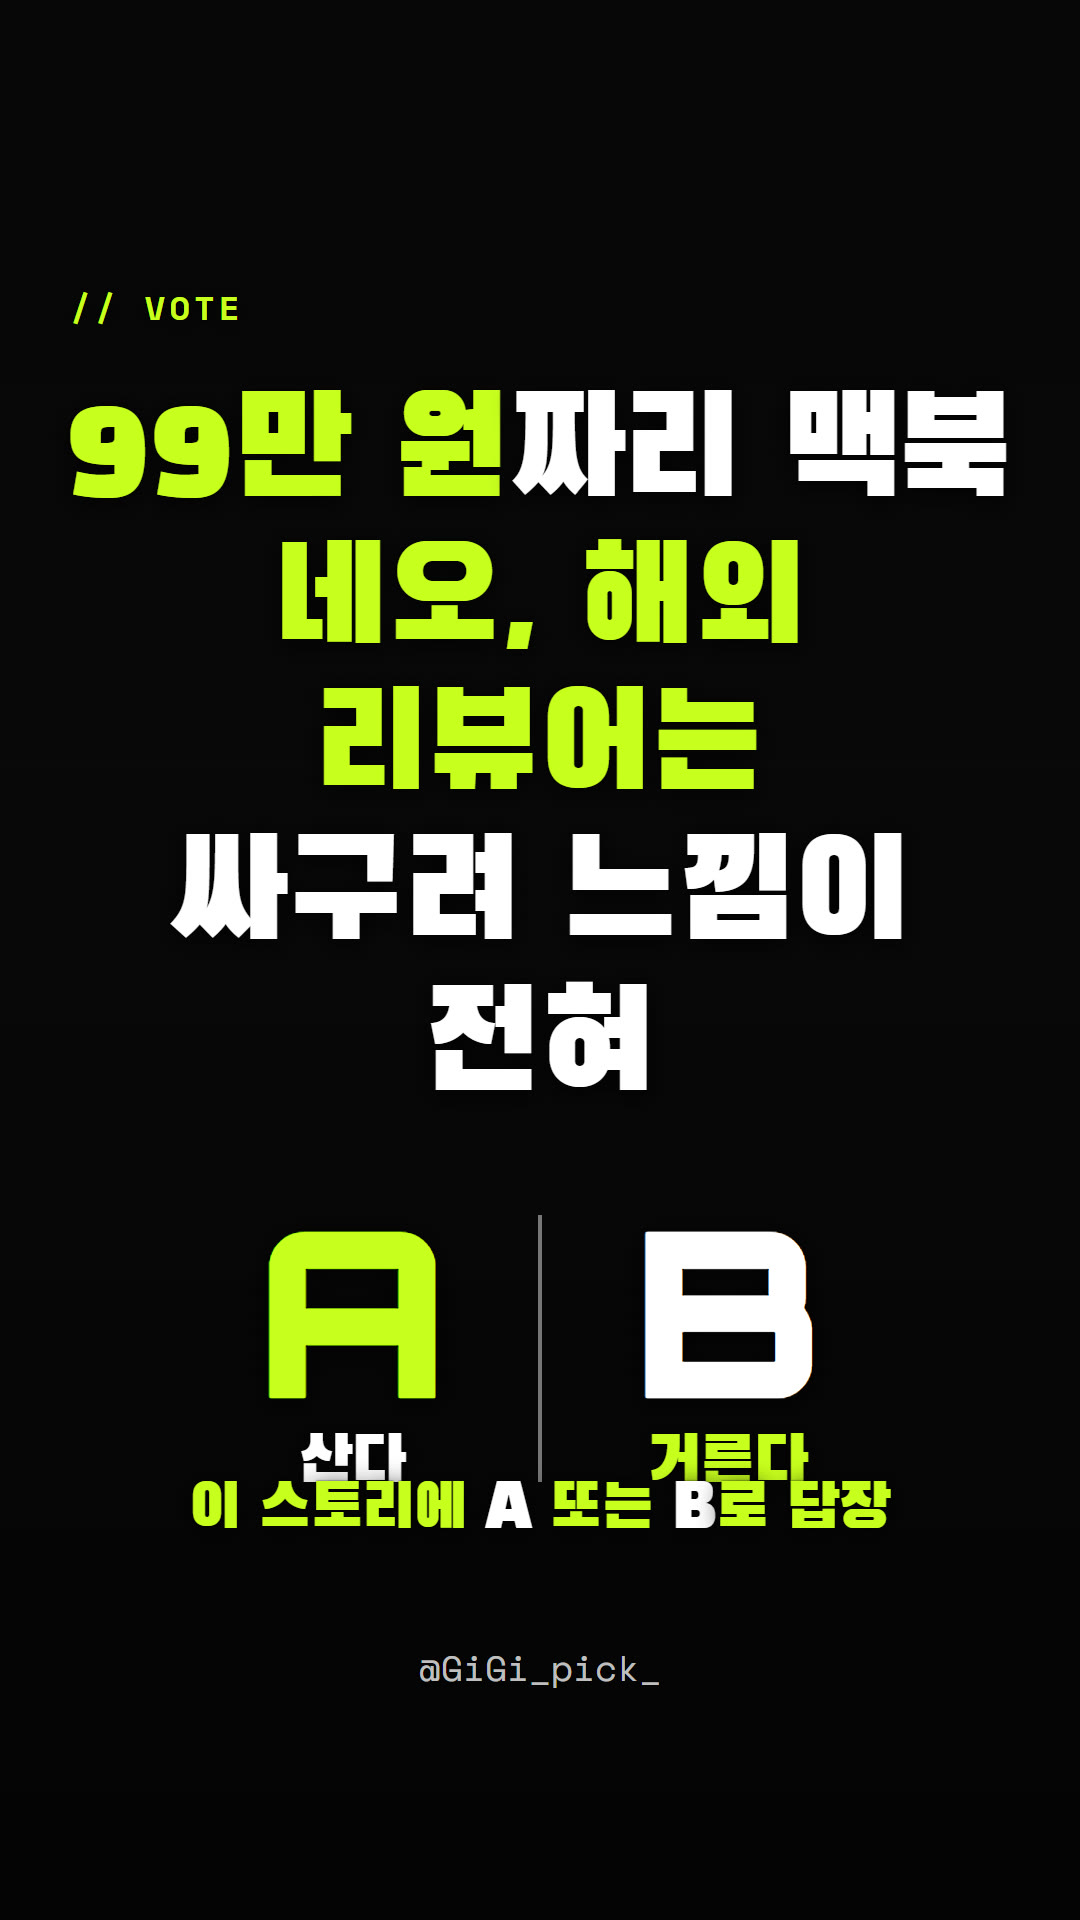 // VOTE
99만 원짜리 맥북
네오, 해외
리뷰어는
싸구려 느낌이
전혀
A B
산다 거른다
이 스토리에 A 또는 B로 답장
@GiGi_pick_